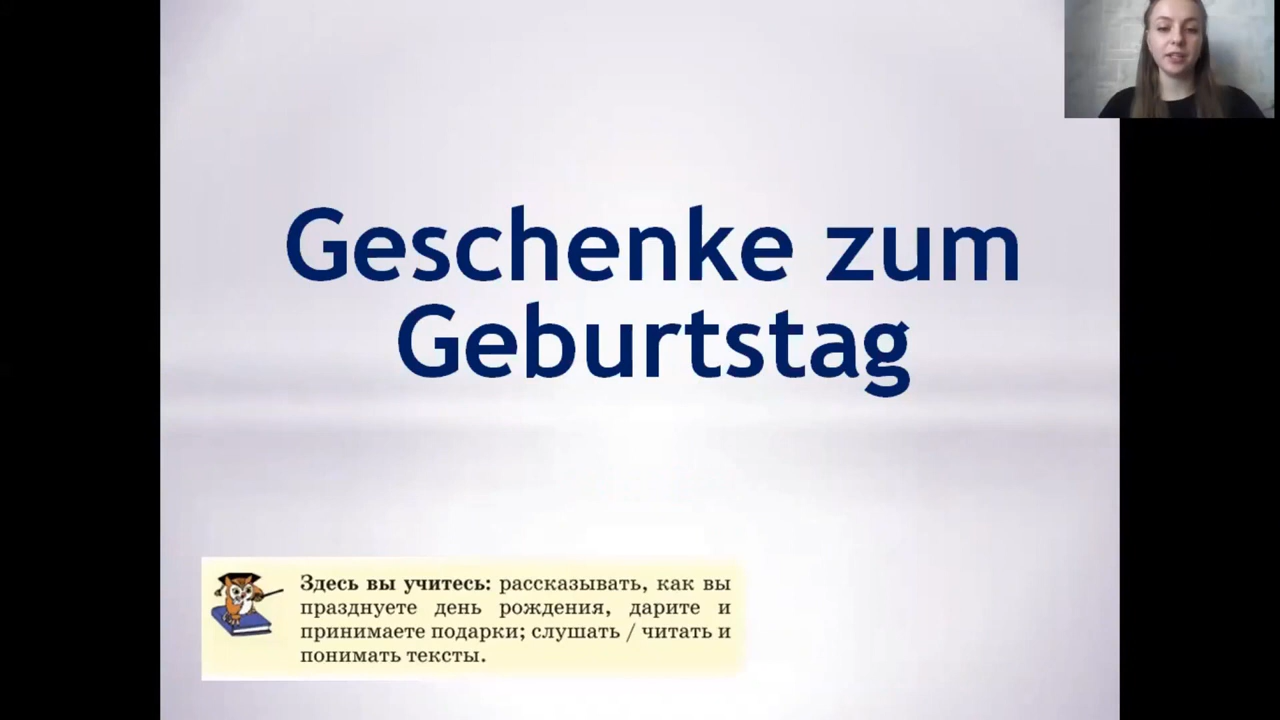 Geschenke zum
Geburtstag
Здесь вы учитесь: рассказывать, как вы
празднуете день рождения, дарите и
принимаете подарки; слушать / читать и
понимать тексты.